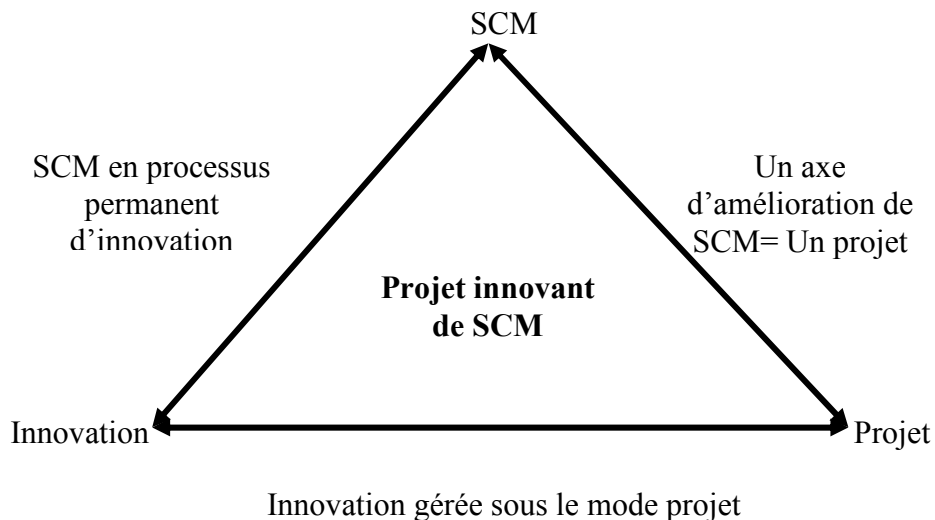 SCM
SCM en processus
permanent
d’innovation
Un axe
d’amélioration de
SCM= Un projet
Projet innovant
de SCM
Innovation
Projet
Innovation gérée sous le mode projet